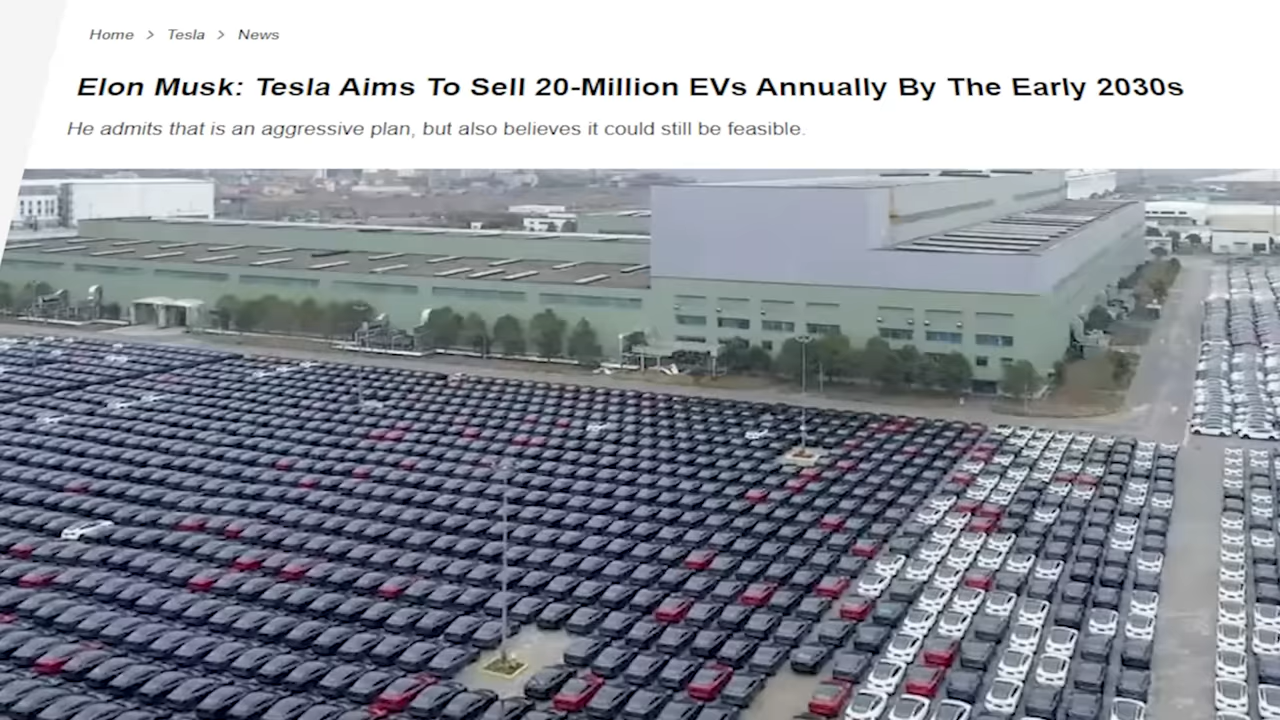 Home > Tesla > News
Elon Musk: Tesla Aims To Sell 20-Million EVs Annually By The Early 2030s
He admits that is an aggressive plan, but also believes it could still be feasible.